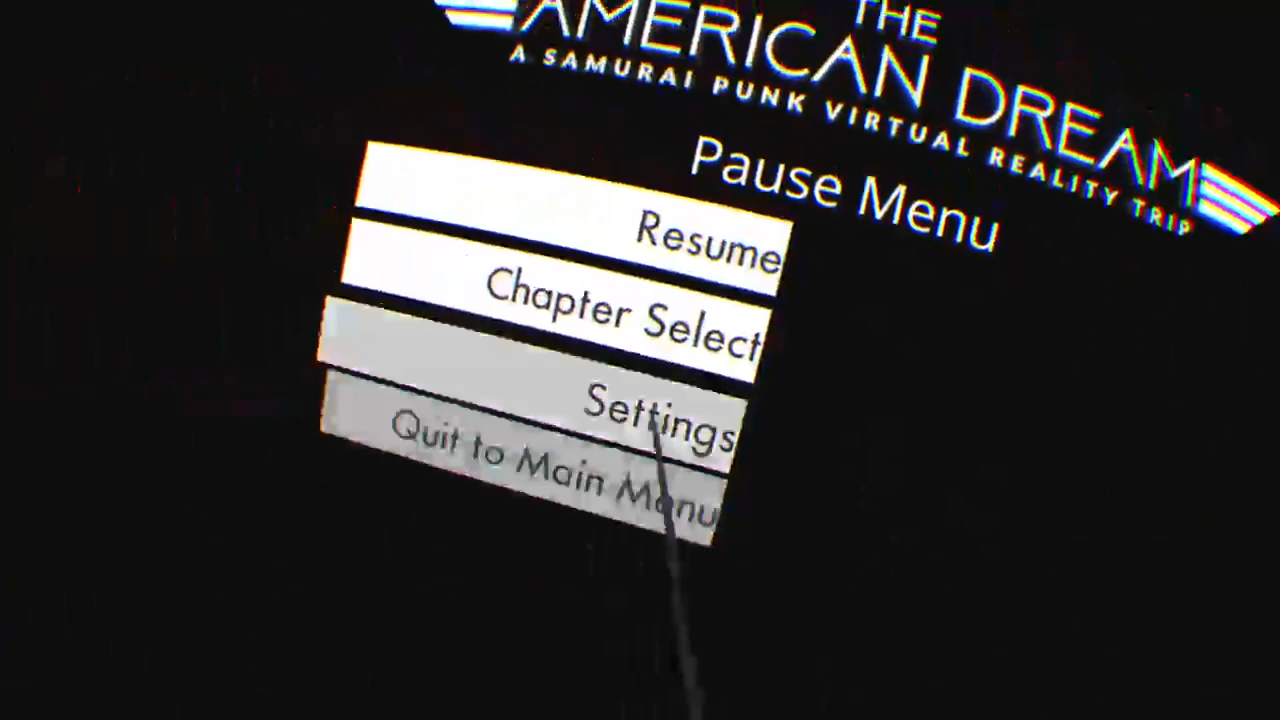 THE
AMERICAN DREAM
A SAMURAI PUNK VIRTUAL REALITY TRIP
Pause Menu
Resume
Chapter Select
Settings
Quit to Main Menu